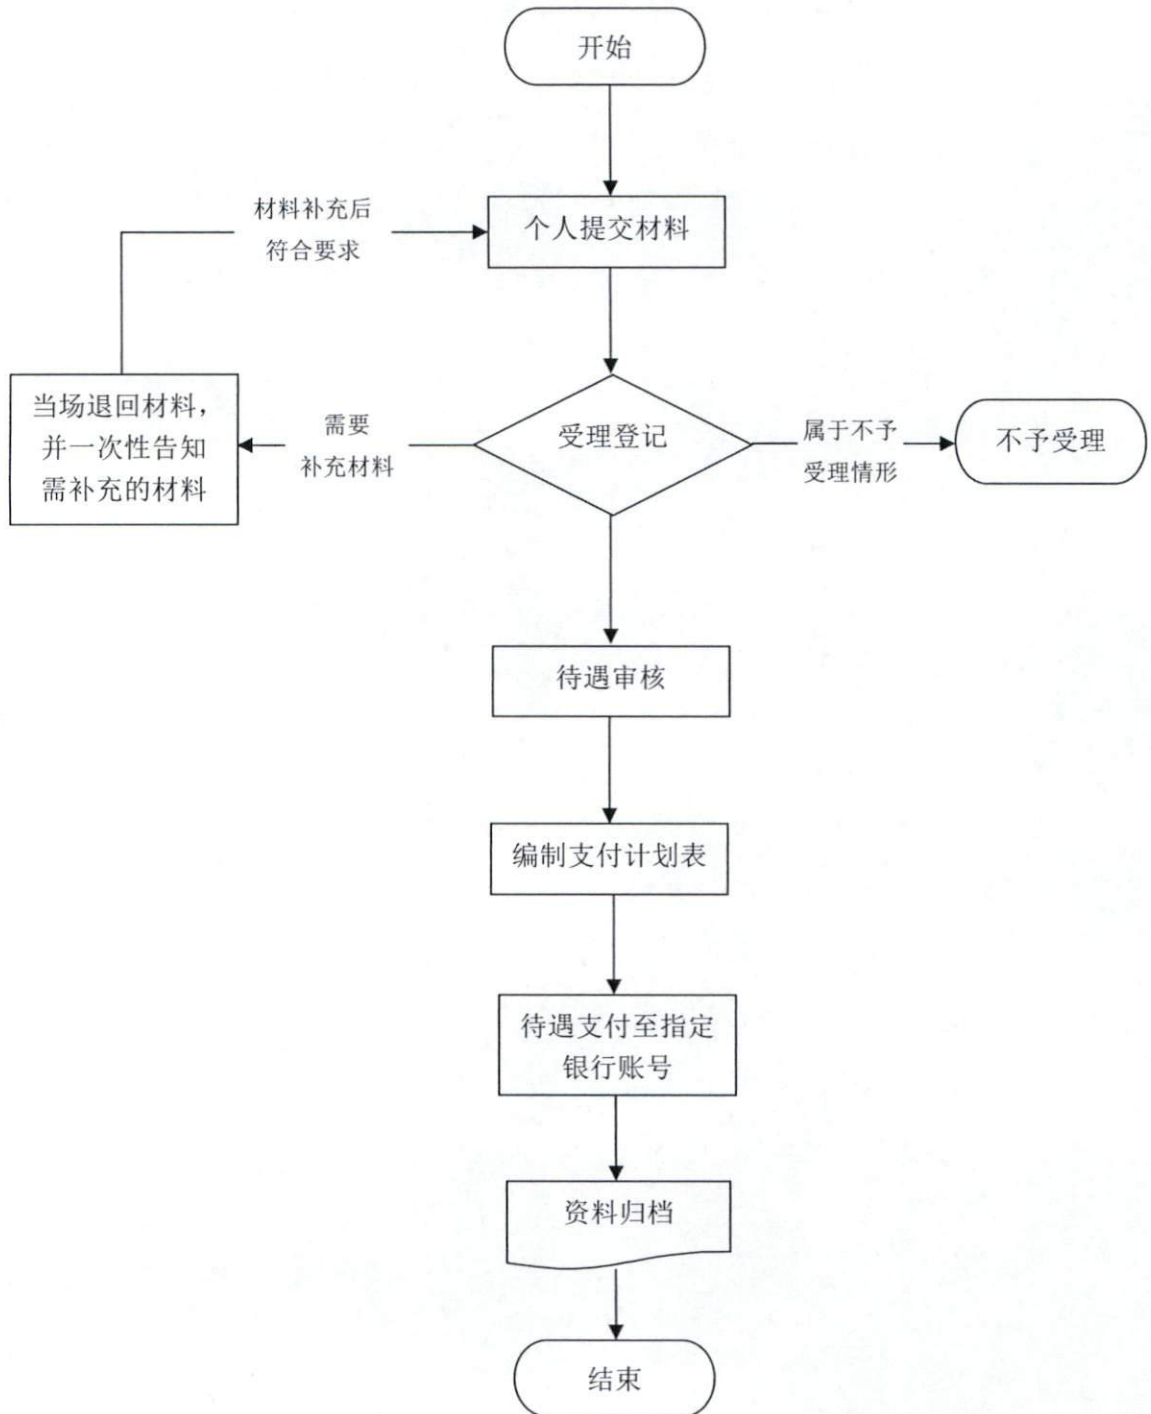 开始
材料补充后
符合要求
个人提交材料
当场退回材料，
并一次性告知
需补充的材料
需要
补充材料
受理登记
属于不予
受理情形
不予受理
待遇审核
编制支付计划表
待遇支付至指定
银行账号
资料归档
结束